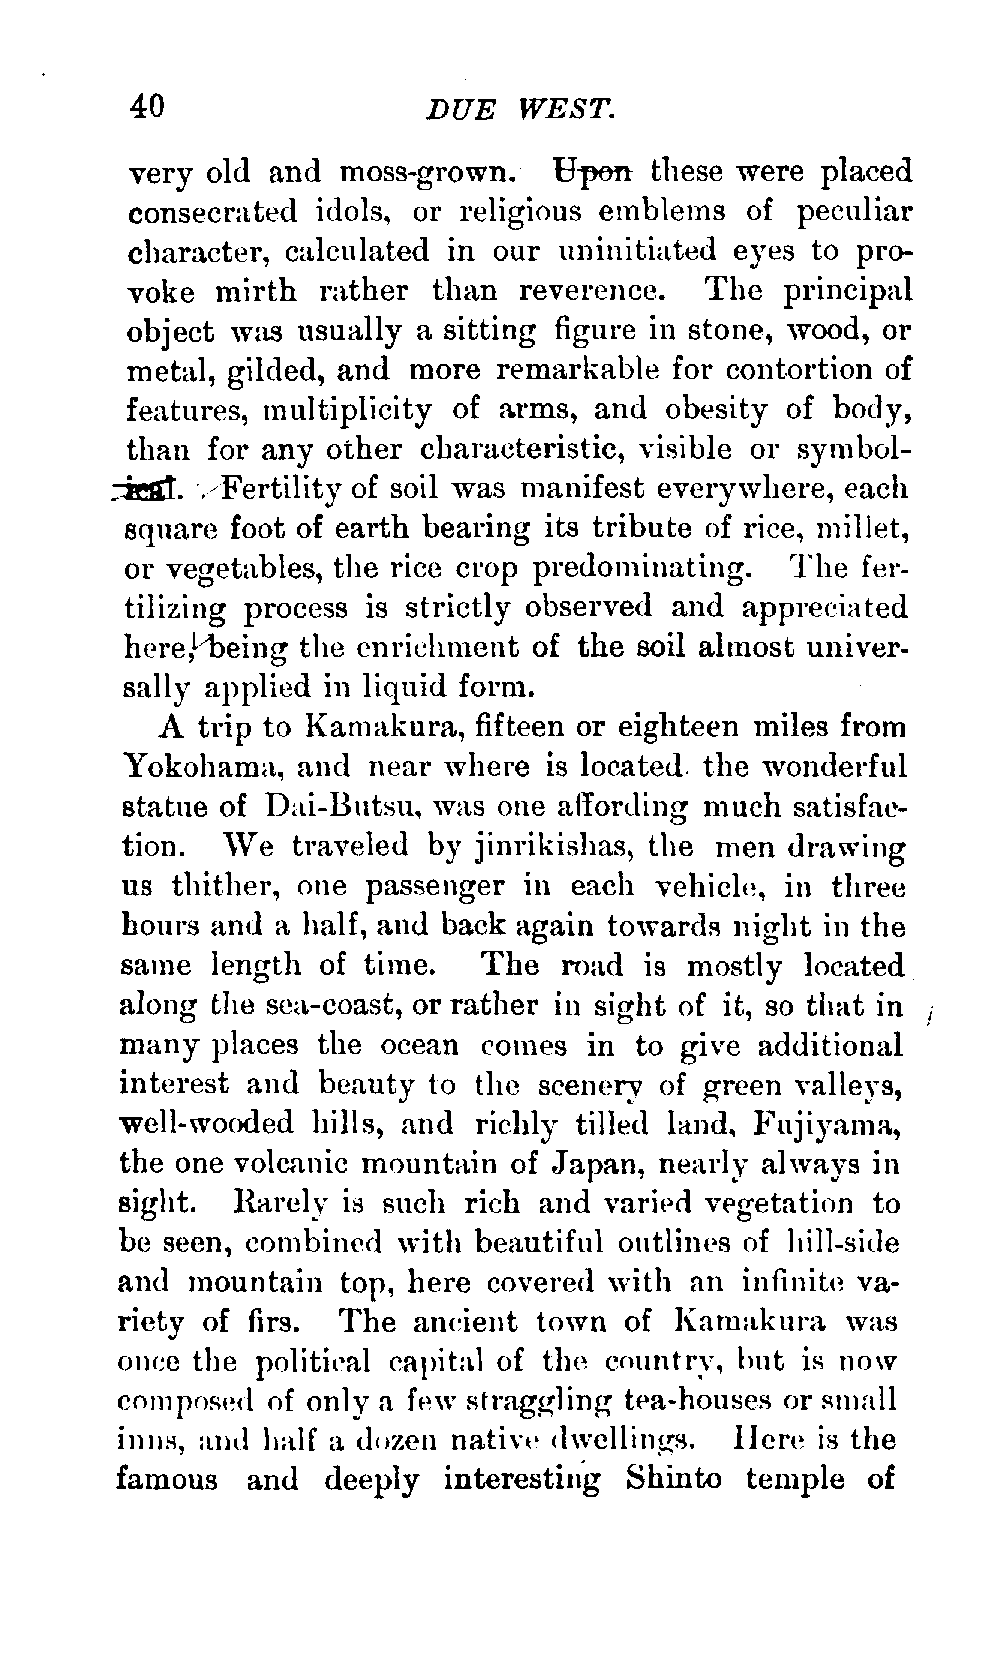 40 DUE WEST.
very old and moss-grown. Upon these were placed
consecrated idols, or religious emblems of peculiar
character, calculated in our uninitiated eyes to pro-
voke mirth rather than reverence. The principal
object was usually a sitting figure in stone, wood, or
metal, gilded, and more remarkable for contortion of
features, multiplicity of arms, and obesity of body,
than for any other characteristic, visible or symbol-
ical. Fertility of soil was manifest everywhere, each
square foot of earth bearing its tribute of rice, millet,
or vegetables, the rice crop predominating. The fer-
tilizing process is strictly observed and appreciated
here, being the enrichment of the soil almost univer-
sally applied in liquid form.
A trip to Kamakura, fifteen or eighteen miles from
Yokohama, and near where is located the wonderful
statue of Dai-Butsu, was one affording much satisfac-
tion. We traveled by jinrikishas, the men drawing
us thither, one passenger in each vehicle, in three
hours and a half, and back again towards night in the
same length of time. The road is mostly located
along the sea-coast, or rather in sight of it, so that in
many places the ocean comes in to give additional
interest and beauty to the scenery of green valleys,
well-wooded hills, and richly tilled land, Fujiyama,
the one volcanic mountain of Japan, nearly always in
sight. Rarely is such rich and varied vegetation to
be seen, combined with beautiful outlines of hill-side
and mountain top, here covered with an infinite va-
riety of firs. The ancient town of Kamakura was
once the political capital of the country, but is now
composed of only a few straggling tea-houses or small
inns, and half a dozen native dwellings. Here is the
famous and deeply interesting Shinto temple of